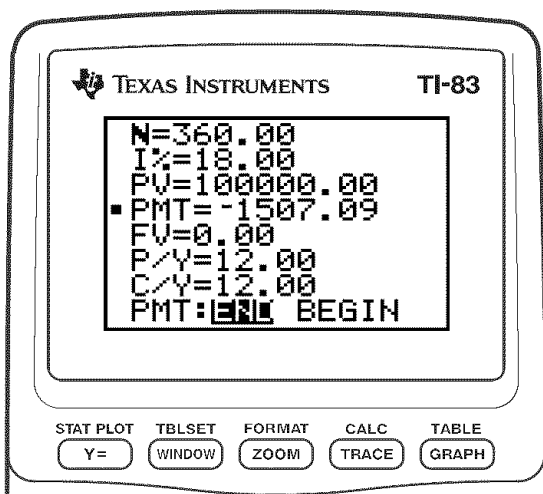 TEXAS INSTRUMENTS TI-83
N=360.00
I%=18.00
PV=100000.00
▪PMT=⁻1507.09
FV=0.00
P/Y=12.00
C/Y=12.00
PMT:END BEGIN
STAT PLOT TBLSET FORMAT CALC TABLE
Y= WINDOW ZOOM TRACE GRAPH